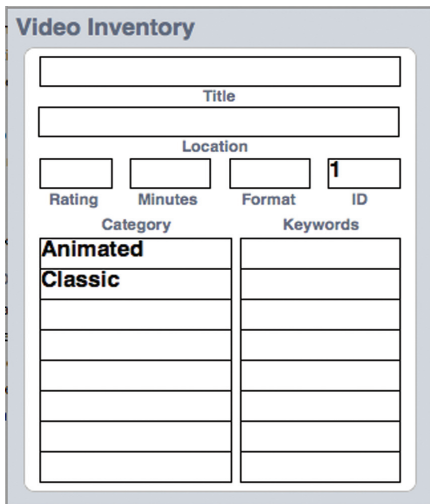 Video Inventory
Title
Location
1
Rating Minutes Format ID
Category Keywords
Animated
Classic